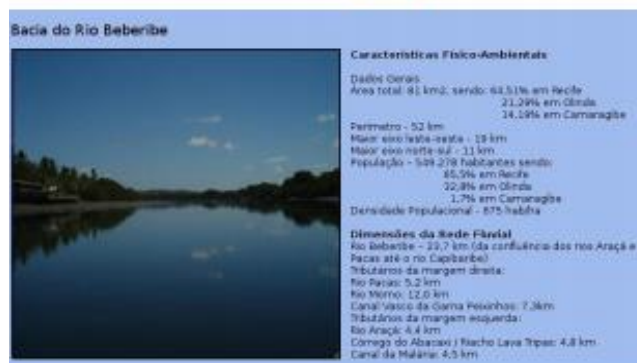 Bacia do Rio Beberibe
Características Físico-Ambientais
Dados Gerais
Área total: 81 km2, sendo: 64,51% em Recife
21,29% em Olinda
14,19% em Camaragibe
Perímetro - 52 km
Maior eixo leste-oeste - 19 km
Maior eixo norte-sul - 11 km
População - 549.278 habitantes sendo:
65,5% em Recife
32,8% em Olinda
1,7% em Camaragibe
Densidade Populacional - 675 hab/ha
Dimensões da Rede Fluvial
Rio Beberibe - 23,7 km (da confluência dos rios Araçá e
Pacas até o rio Capibaribe)
Tributários da margem direita:
Rio Pacas: 5,2 km
Rio Morno: 12,0 km
Canal Vasco da Gama Peixinhos: 7,3km
Tributários da margem esquerda:
Rio Araçá: 4,4 km
Córrego do Abacaxi / Riacho Lava Tripas: 4,8 km
Canal da Malária: 4,5 km